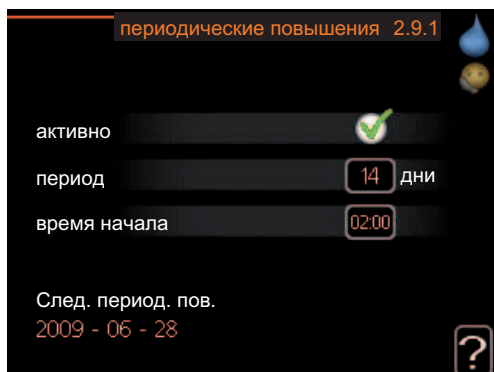 периодические повышения 2.9.1
активно
период 14 дни
время начала 02:00
След. период. пов.
2009 - 06 - 28
?